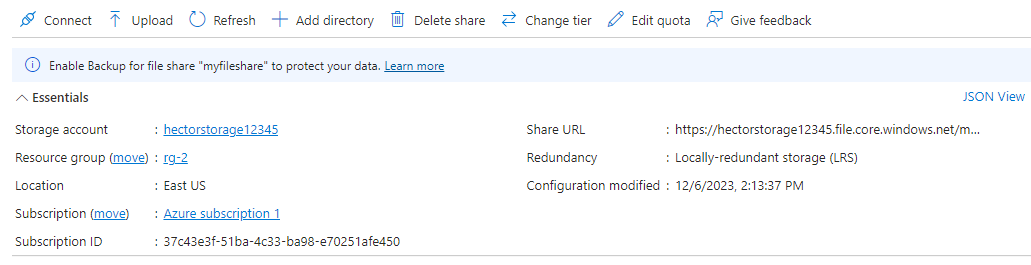 Connect Upload Refresh Add directory Delete share Change tier Edit quota Give feedback
Enable Backup for file share "myfileshare" to protect your data. Learn more
Essentials JSON View
Storage account : hectorstorage12345 Share URL : https://hectorstorage12345.file.core.windows.net/m...
Resource group (move) : rg-2 Redundancy : Locally-redundant storage (LRS)
Location : East US Configuration modified : 12/6/2023, 2:13:37 PM
Subscription (move) : Azure subscription 1
Subscription ID : 37c43e3f-51ba-4c33-ba98-e70251afe450